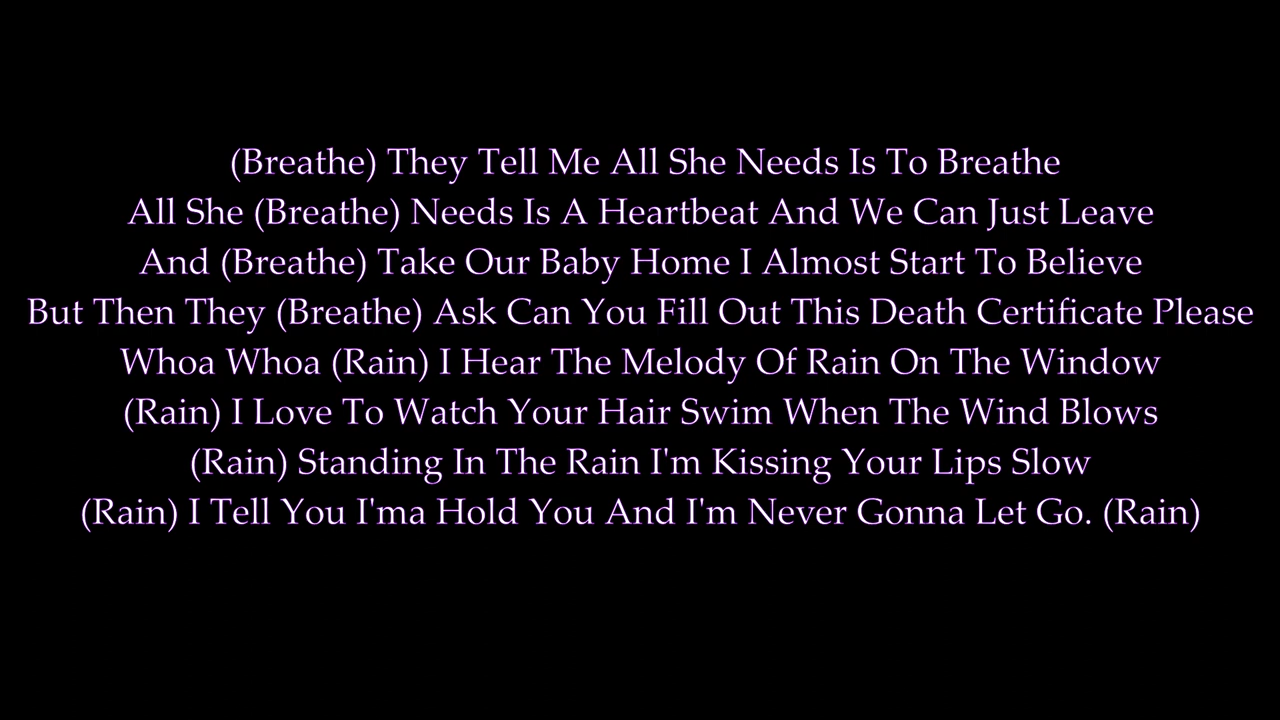 (Breathe) They Tell Me All She Needs Is To Breathe
All She (Breathe) Needs Is A Heartbeat And We Can Just Leave
And (Breathe) Take Our Baby Home I Almost Start To Believe
But Then They (Breathe) Ask Can You Fill Out This Death Certificate Please
Whoa Whoa (Rain) I Hear The Melody Of Rain On The Window
(Rain) I Love To Watch Your Hair Swim When The Wind Blows
(Rain) Standing In The Rain I'm Kissing Your Lips Slow
(Rain) I Tell You I'ma Hold You And I'm Never Gonna Let Go. (Rain)